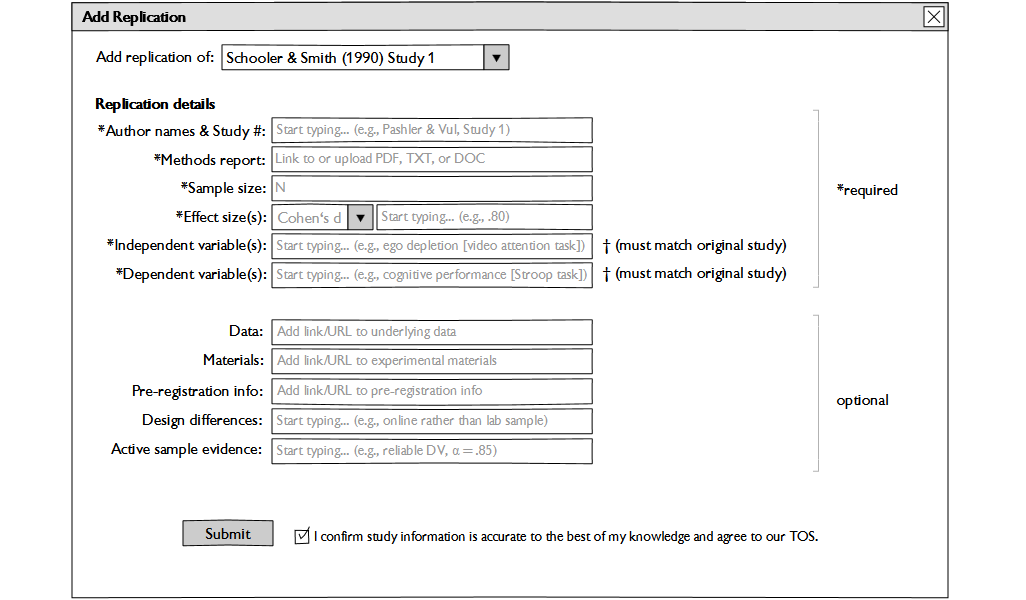 Add Replication
Add replication of: Schooler & Smith (1990) Study 1 ▼
Replication details
*Author names & Study #: Start typing... (e.g., Pashler & Vul, Study 1)
*Methods report: Link to or upload PDF, TXT, or DOC
*Sample size: N
*required
*Effect size(s): Cohen's d ▼ Start typing... (e.g., .80)
*Independent variable(s): Start typing... (e.g., ego depletion [video attention task]) † (must match original study)
*Dependent variable(s): Start typing... (e.g., cognitive performance [Stroop task]) † (must match original study)
Data: Add link/URL to underlying data
Materials: Add link/URL to experimental materials
Pre-registration info: Add link/URL to pre-registration info
optional
Design differences: Start typing... (e.g., online rather than lab sample)
Active sample evidence: Start typing... (e.g., reliable DV, α = .85)
Submit
I confirm study information is accurate to the best of my knowledge and agree to our TOS.